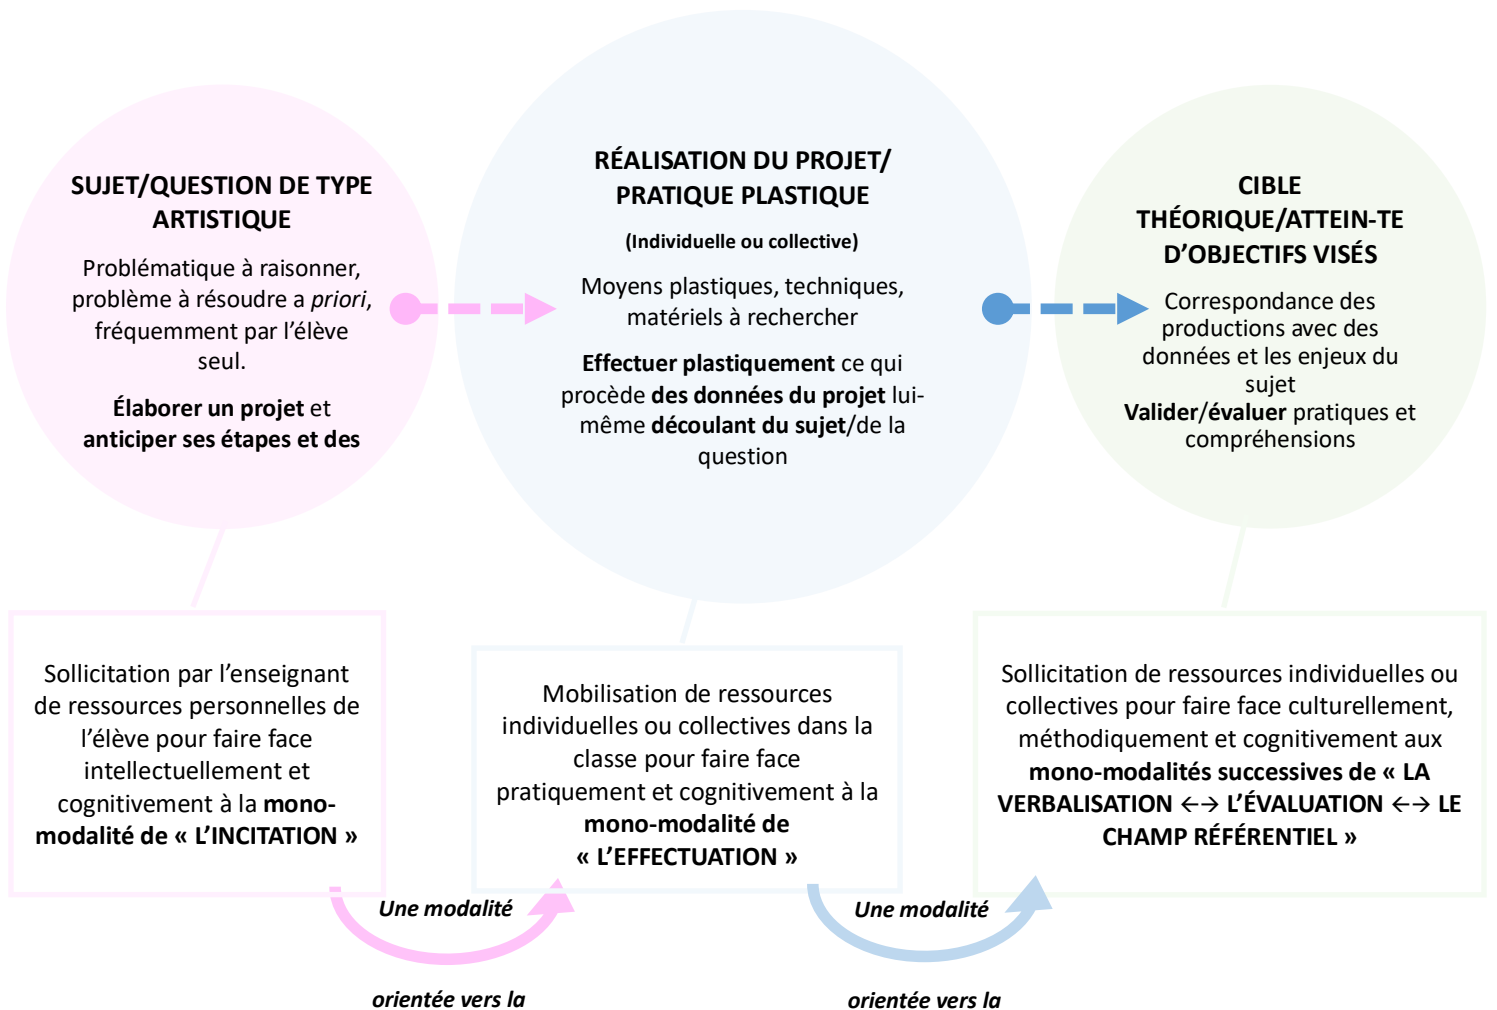 SUJET/QUESTION DE TYPE
ARTISTIQUE
Problématique à raisonner,
problème à résoudre a priori,
fréquemment par l’élève
seul.
Élaborer un projet et
anticiper ses étapes et des
RÉALISATION DU PROJET/
PRATIQUE PLASTIQUE
(Individuelle ou collective)
Moyens plastiques, techniques,
matériels à rechercher
Effectuer plastiquement ce qui
procède des données du projet lui-
même découlant du sujet/de la
question
CIBLE
THÉORIQUE/ATTEIN-TE
D’OBJECTIFS VISÉS
Correspondance des
productions avec des
données et les enjeux du
sujet
Valider/évaluer pratiques et
compréhensions
Sollicitation par l’enseignant
de ressources personnelles de
l’élève pour faire face
intellectuellement et
cognitivement à la mono-
modalité de « L’INCITATION »
Mobilisation de ressources
individuelles ou collectives dans la
classe pour faire face
pratiquement et cognitivement à la
mono-modalité de
« L’EFFECTUATION »
Sollicitation de ressources individuelles ou
collectives pour faire face culturellement,
méthodiquement et cognitivement aux
mono-modalités successives de « LA
VERBALISATION ←→ L’ÉVALUATION ←→ LE
CHAMP RÉFÉRENTIEL »
Une modalité
orientée vers la
Une modalité
orientée vers la